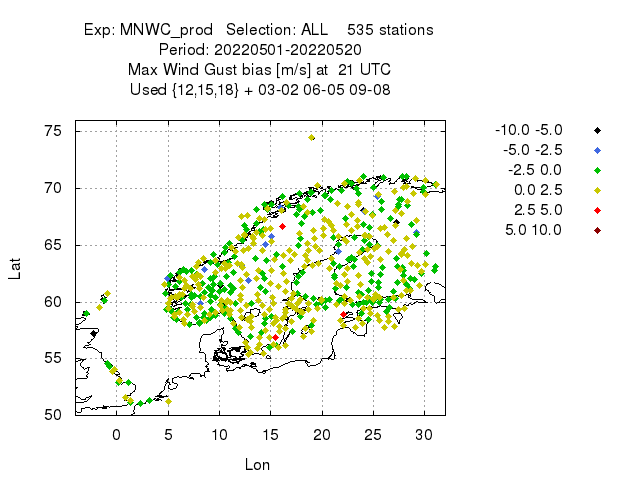 Exp: MNWC_prod   Selection: ALL    535 stations
Period: 20220501-20220520
Max Wind Gust bias [m/s] at  21 UTC
Used {12,15,18} + 03-02 06-05 09-08
-10.0 -5.0
-5.0 -2.5
-2.5 0.0
0.0 2.5
2.5 5.0
5.0 10.0
75
70
65
60
55
50
Lat
0 5 10 15 20 25 30
Lon